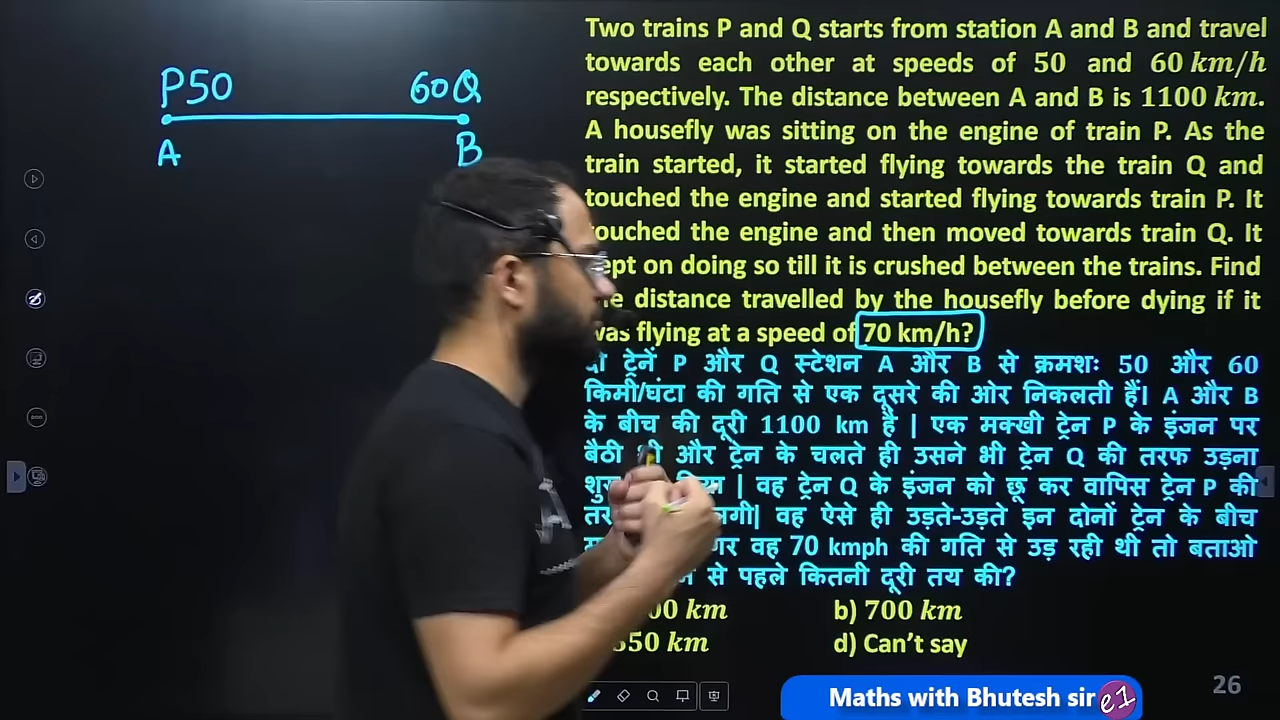 P50 60Q
A B
Two trains P and Q starts from station A and B and travel
towards each other at speeds of 50 and 60 km/h
respectively. The distance between A and B is 1100 km.
A housefly was sitting on the engine of train P. As the
train started, it started flying towards the train Q and
touched the engine and started flying towards train P. It
touched the engine and then moved towards train Q. It
kept on doing so till it is crushed between the trains. Find
the distance travelled by the housefly before dying if it
was flying at a speed of 70 km/h?
दो ट्रेनें P और Q स्टेशन A और B से क्रमशः 50 और 60
किमी/घंटा की गति से एक दूसरे की ओर निकलती हैं। A और B
के बीच की दूरी 1100 km है | एक मक्खी ट्रेन P के इंजन पर
बैठी थी और ट्रेन के चलते ही उसने भी ट्रेन Q की तरफ उड़ना
| वह ट्रेन Q के इंजन को छू कर वापिस ट्रेन P की
लगी| वह ऐसे ही उड़ते-उड़ते इन दोनों ट्रेन के बीच
वह 70 kmph की गति से उड़ रही थी तो बताओ
से पहले कितनी दूरी तय की?
km b) 700 km
km d) Can't say
Maths with Bhutesh sir e1
26